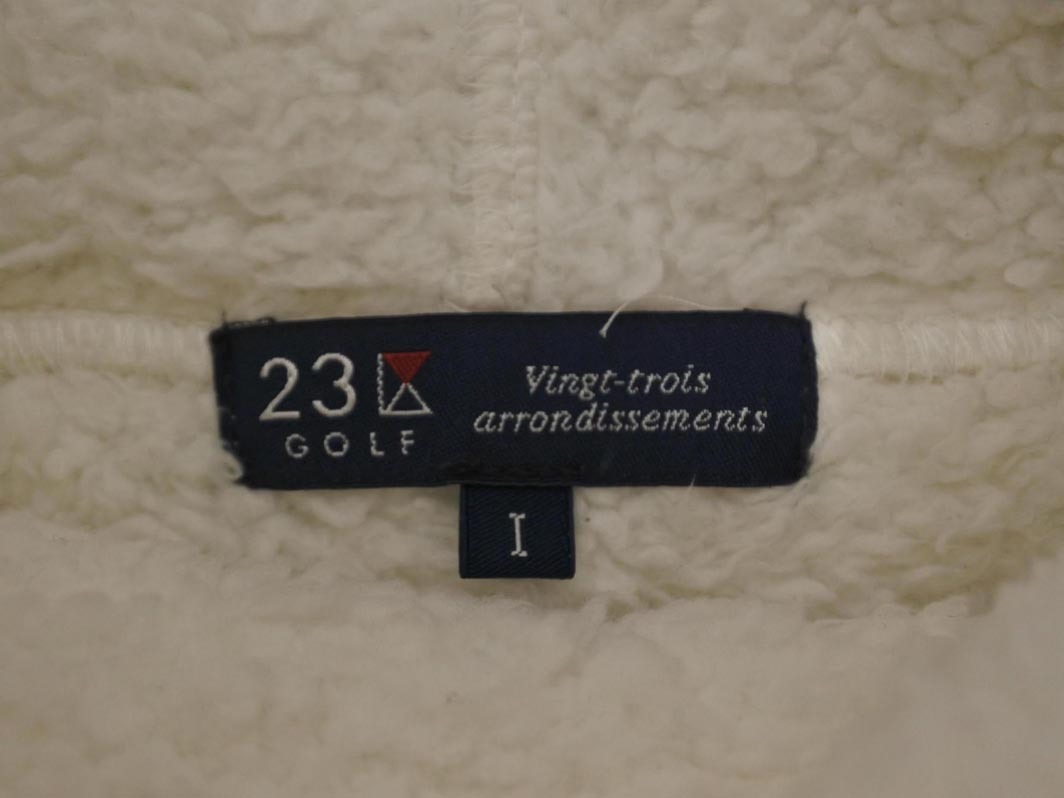 23
GOLF
Vingt-trois
arrondissements
I